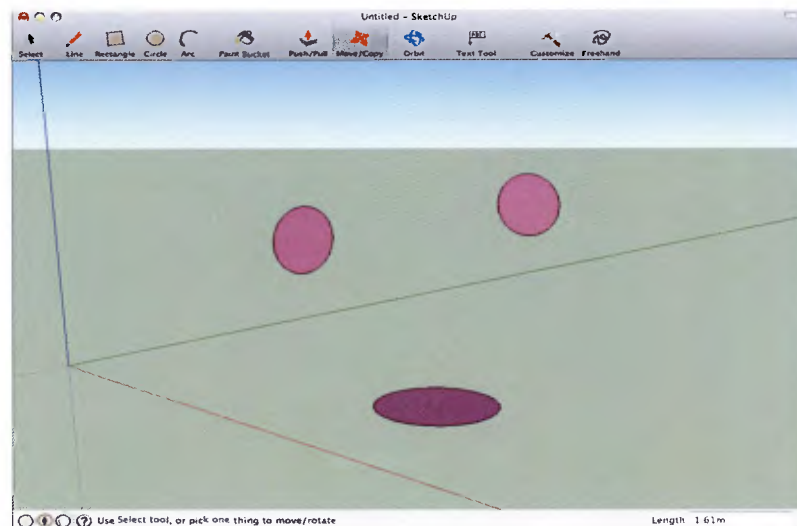 Untitled – SketchUp
Select Line Rectangle Circle Arc Paint Bucket Push/Pull Move/Copy Orbit Text Tool Customize Freehand
Use Select tool, or pick one thing to move/rotate Length 1.61m